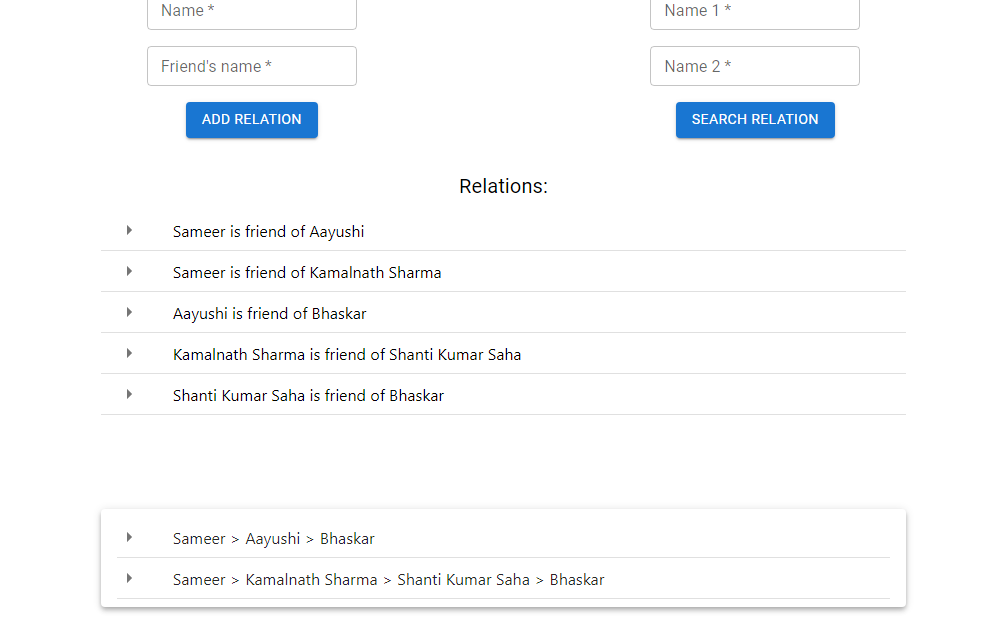 Name *
Name 1 *
Friend's name *
Name 2 *
ADD RELATION
SEARCH RELATION
Relations:
Sameer is friend of Aayushi
Sameer is friend of Kamalnath Sharma
Aayushi is friend of Bhaskar
Kamalnath Sharma is friend of Shanti Kumar Saha
Shanti Kumar Saha is friend of Bhaskar
Sameer > Aayushi > Bhaskar
Sameer > Kamalnath Sharma > Shanti Kumar Saha > Bhaskar